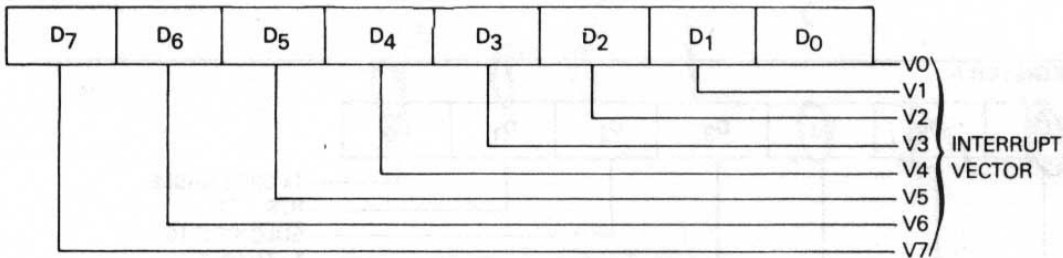 D7 D6 D5 D4 D3 D2 D1 D0
V0
V1
V2
V3 INTERRUPT
V4 VECTOR
V5
V6
V7